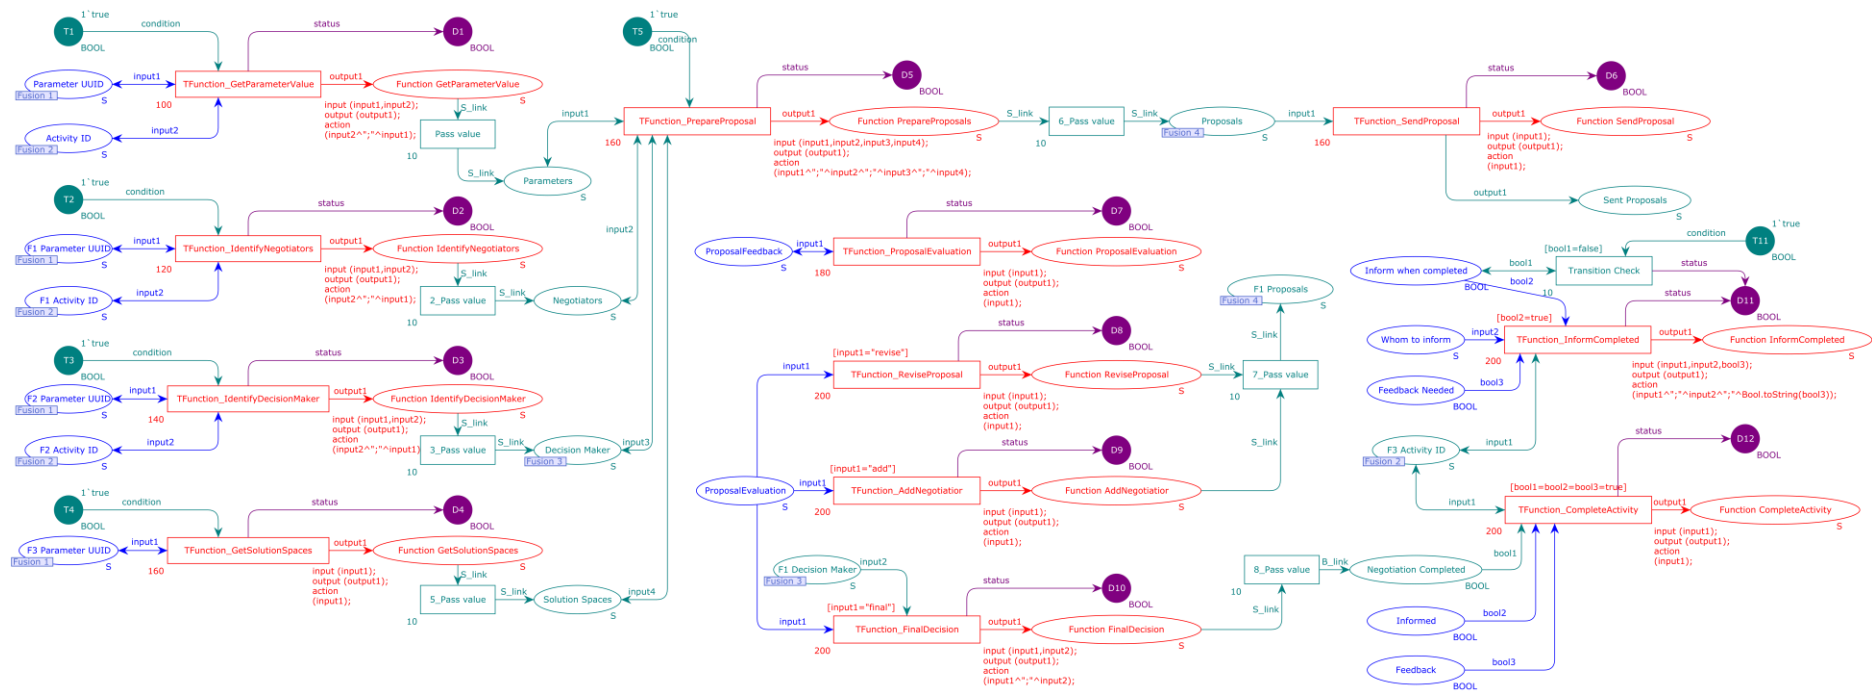 1`true
T1
condition
BOOL
status
D1
BOOL
Parameter UUID
Fusion 1
S
input1
TFunction_GetParameterValue
100
output1
Function GetParameterValue
S
input (input1,input2);
output (output1);
action
(input2^";"^input1);
Activity ID
Fusion 2
S
input2
S_link
Pass value
10
S_link
Parameters
S
1`true
T2
condition
BOOL
status
D2
BOOL
F1 Parameter UUID
Fusion 1
S
input1
TFunction_IdentifyNegotiators
120
output1
Function IdentifyNegotiators
S
input (input1,input2);
output (output1);
action
(input2^";"^input1);
F1 Activity ID
Fusion 2
S
input2
S_link
2_Pass value
10
S_link
Negotiators
S
1`true
T3
condition
BOOL
status
D3
BOOL
F2 Parameter UUID
Fusion 1
S
input1
TFunction_IdentifyDecisionMaker
140
output1
Function IdentifyDecisionMaker
S
input (input1,input2);
output (output1);
action
(input2^";"^input1)
F2 Activity ID
Fusion 2
S
input2
S_link
3_Pass value
10
S_link
Decision Maker
Fusion 3
S
1`true
T4
condition
BOOL
status
D4
BOOL
F3 Parameter UUID
Fusion 1
S
input1
TFunction_GetSolutionSpaces
160
output1
Function GetSolutionSpaces
S
input (input1);
output (output1);
action
(input1);
S_link
5_Pass value
10
S_link
Solution Spaces
S
1`true
T5
condition
BOOL
status
D5
BOOL
input1
input2
input3
input4
TFunction_PrepareProposal
160
output1
Function PrepareProposals
S
input (input1,input2,input3,input4);
output (output1);
action
(input1^";"^input2^";"^input3^";"^input4);
S_link
6_Pass value
10
S_link
Proposals
Fusion 4
S
input1
TFunction_SendProposal
160
status
D6
BOOL
output1
Function SendProposal
S
input (input1);
output (output1);
action
(input1);
output1
Sent Proposals
S
status
D7
BOOL
ProposalFeedback
S
input1
TFunction_ProposalEvaluation
180
output1
Function ProposalEvaluation
S
input (input1);
output (output1);
action
(input1);
F1 Proposals
Fusion 4
S
S_link
status
D8
BOOL
[input1="revise"]
input1
TFunction_ReviseProposal
200
output1
Function ReviseProposal
S
input (input1);
output (output1);
action
(input1);
S_link
7_Pass value
10
S_link
status
D9
BOOL
[input1="add"]
ProposalEvaluation
S
input1
TFunction_AddNegotiatior
200
output1
Function AddNegotiatior
S
input (input1);
output (output1);
action
(input1);
F1 Decision Maker
Fusion 3
S
input2
status
D10
BOOL
[input1="final"]
input1
TFunction_FinalDecision
200
output1
Function FinalDecision
S
input (input1,input2);
output (output1);
action
(input1^";"^input2);
S_link
8_Pass value
10
B_link
Negotiation Completed
BOOL
bool1
1`true
T11
condition
BOOL
[bool1=false]
Inform when completed
BOOL
bool1
Transition Check
10
status
bool2
status
D11
BOOL
[bool2=true]
Whom to inform
S
input2
TFunction_InformCompleted
200
output1
Function InformCompleted
S
input (input1,input2,bool3);
output (output1);
action
(input1^";"^input2^";"^Bool.toString(bool3));
Feedback Needed
BOOL
bool3
F3 Activity ID
Fusion 2
S
input1
input1
status
D12
BOOL
[bool1=bool2=bool3=true]
TFunction_CompleteActivity
200
output1
Function CompleteActivity
S
input (input1);
output (output1);
action
(input1);
Informed
BOOL
bool2
Feedback
BOOL
bool3